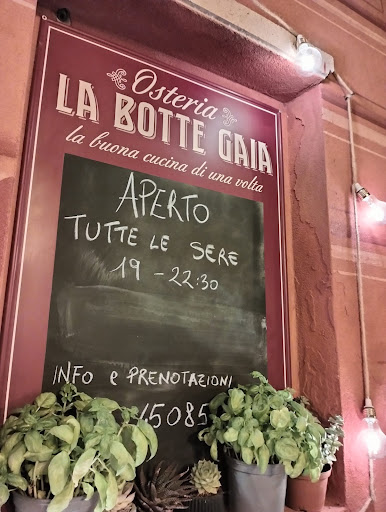 Osteria
LA BOTTE GAIA
la buona cucina di una volta
APERTO
TUTTE LE SERE
19 - 22:30
INFO e PRENOTAZIONI
45085